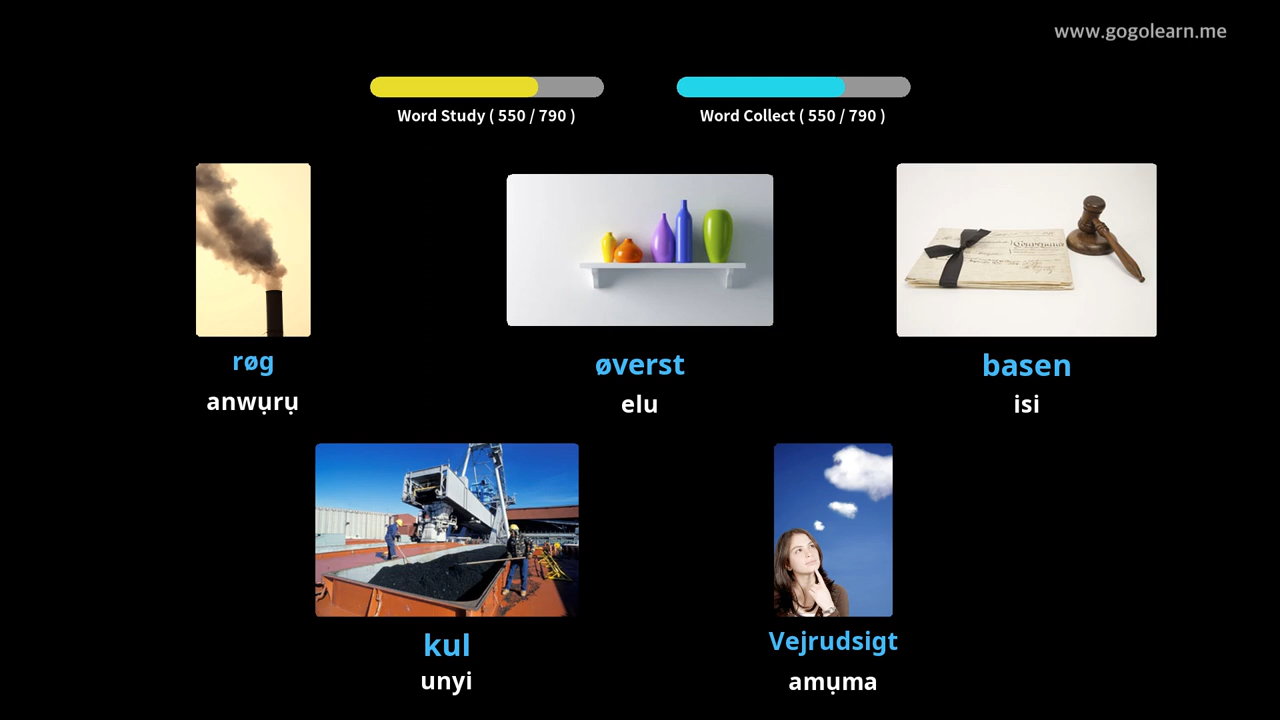 www.gogolearn.me
Word Study ( 550 / 790 )
Word Collect ( 550 / 790 )
røg
anwụrụ
øverst
elu
basen
isi
kul
unyi
Vejrudsigt
amụma